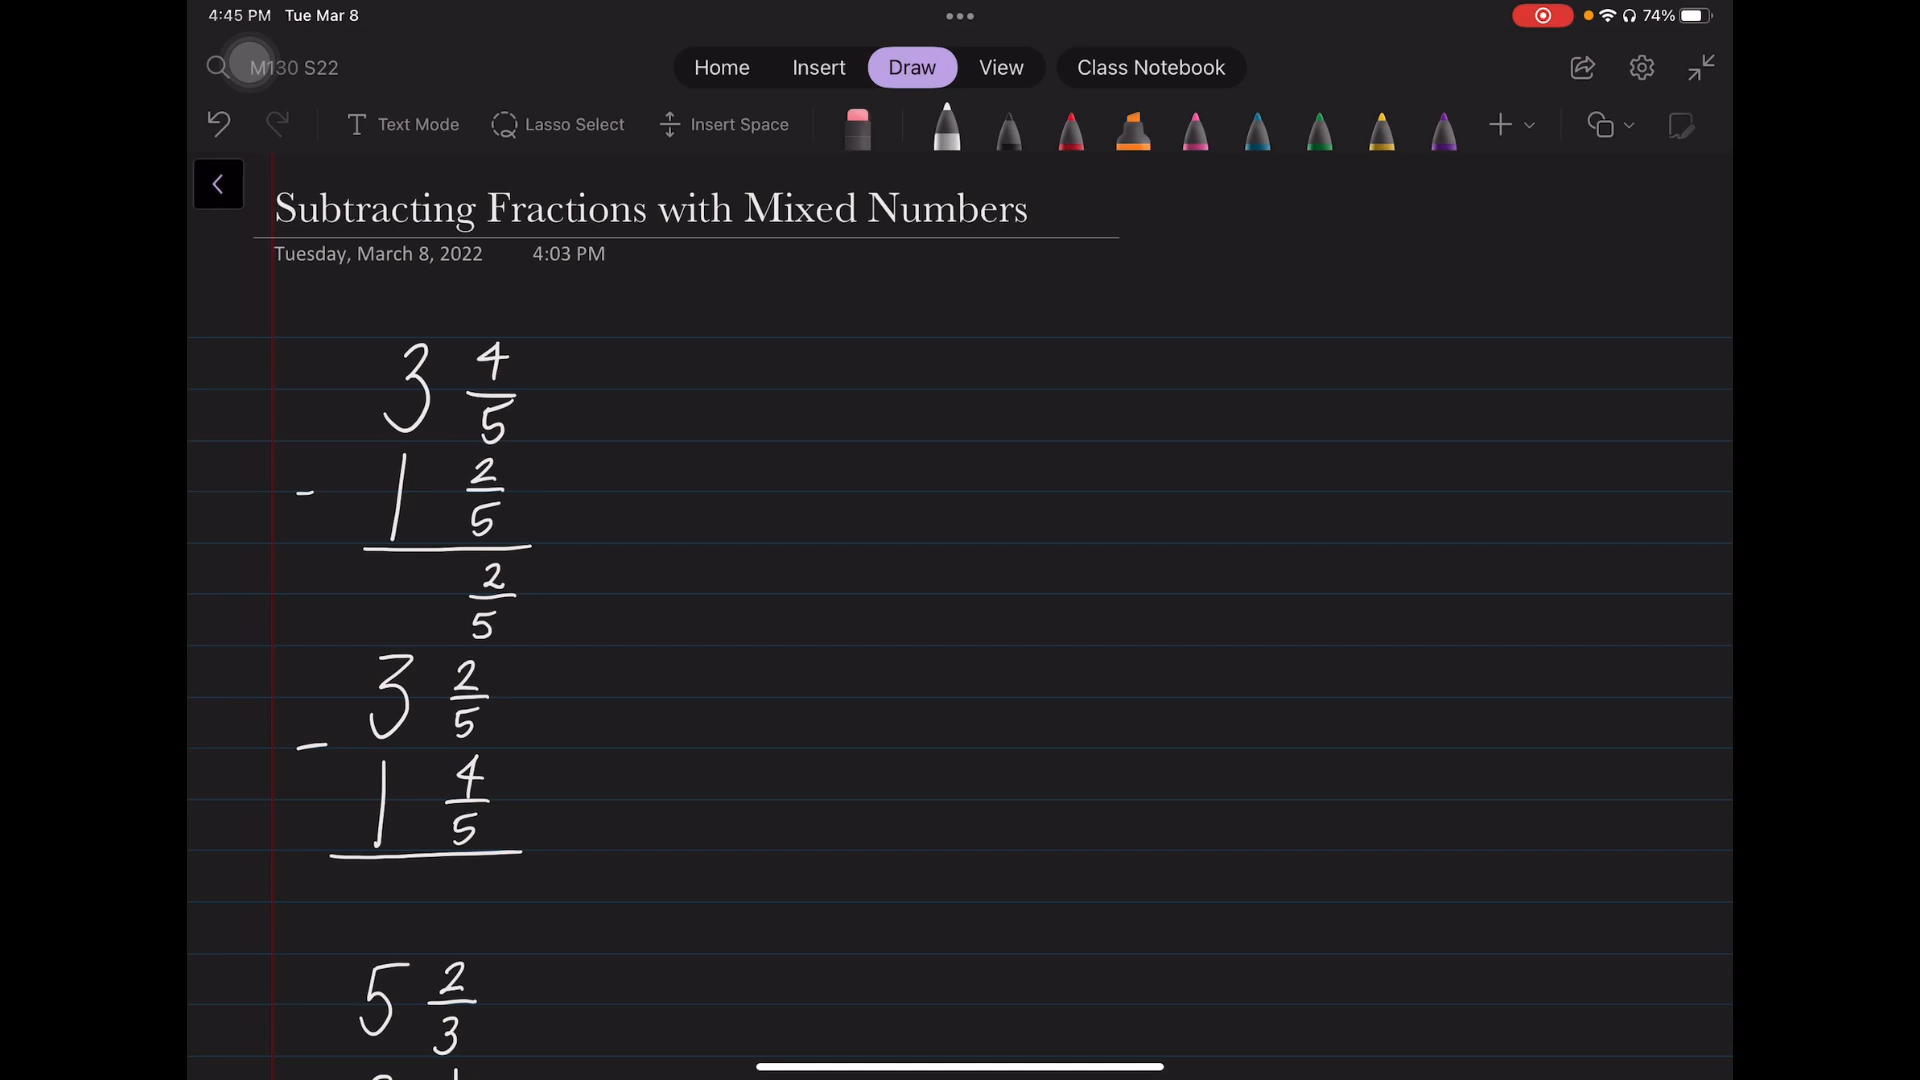 4:45 PM Tue Mar 8
74%
M130 S22
Home Insert Draw View Class Notebook
Text Mode Lasso Select Insert Space
Subtracting Fractions with Mixed Numbers
Tuesday, March 8, 2022 4:03 PM
3 4/5
- 1 2/5
2/5
3 2/5
- 1 4/5
5 2/3